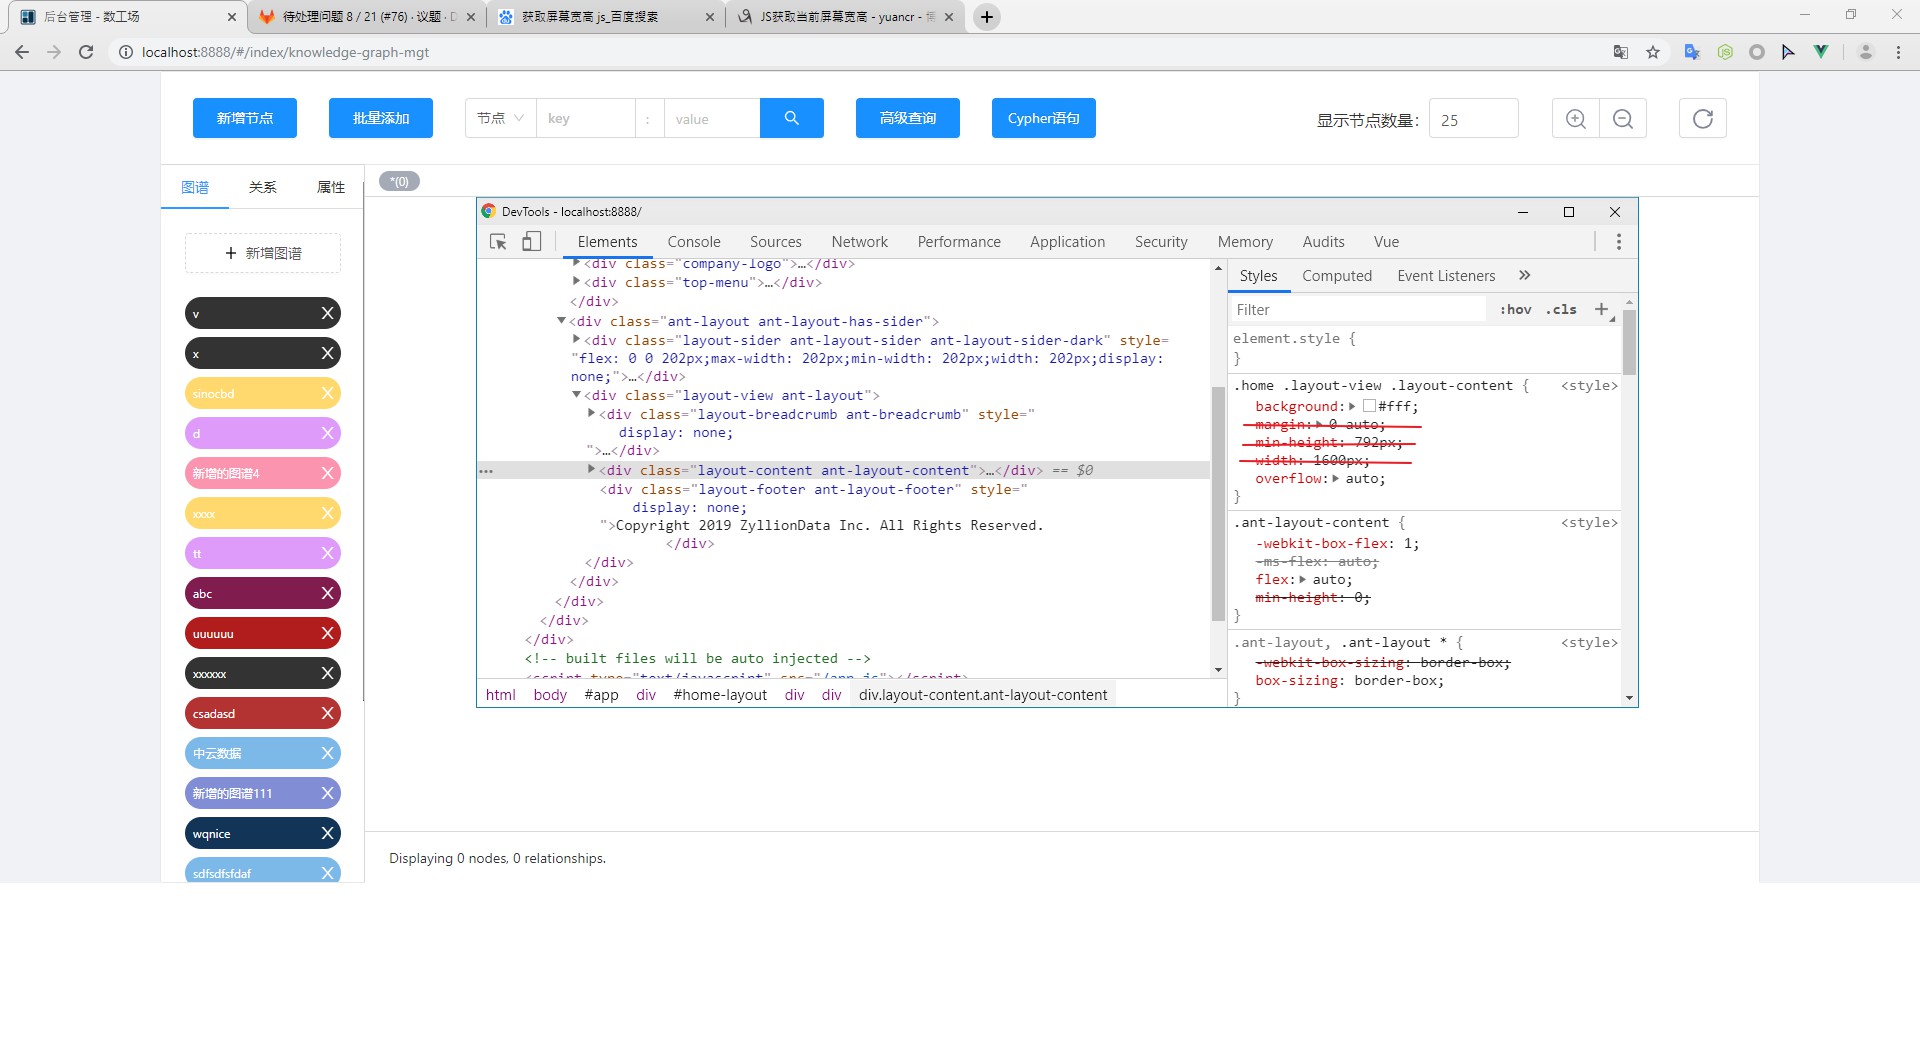 后台管理 - 数工场
待处理问题 8 / 21 (#76) · 议题 · D
获取屏幕宽高 js_百度搜索
JS获取当前屏幕宽高 - yuancr - 博
localhost:8888/#/index/knowledge-graph-mgt
新增节点
批量添加
节点
key
:
value
高级查询
Cypher语句
显示节点数量：
25
图谱
关系
属性
*(0)
+ 新增图谱
v X
x X
sinocbd X
d X
新增的图谱4 X
xxxx X
tt X
abc X
uuuuuu X
xxxxxx X
csadasd X
中云数据 X
新增的图谱111 X
wqnice X
sdfsdfsfdaf X
DevTools - localhost:8888/
Elements Console Sources Network Performance Application Security Memory Audits Vue
<div class="company-logo">…</div>
<div class="top-menu">…</div>
</div>
<div class="ant-layout ant-layout-has-sider">
<div class="layout-sider ant-layout-sider ant-layout-sider-dark" style=
"flex: 0 0 202px;max-width: 202px;min-width: 202px;width: 202px;display:
none;">…</div>
<div class="layout-view ant-layout">
<div class="layout-breadcrumb ant-breadcrumb" style="
display: none;
">…</div>
<div class="layout-content ant-layout-content">…</div> == $0
<div class="layout-footer ant-layout-footer" style="
display: none;
">Copyright 2019 ZyllionData Inc. All Rights Reserved.
</div>
</div>
</div>
</div>
</div>
</div>
<!-- built files will be auto injected -->
<script type="text/javascript" src="/app.js"></script>
html body #app div #home-layout div div div.layout-content.ant-layout-content
Styles Computed Event Listeners »
Filter :hov .cls +
element.style {
}
.home .layout-view .layout-content { <style>
background: #fff;
margin: 0 auto;
min-height: 792px;
width: 1600px;
overflow: auto;
}
.ant-layout-content { <style>
-webkit-box-flex: 1;
-ms-flex: auto;
flex: auto;
min-height: 0;
}
.ant-layout, .ant-layout * { <style>
-webkit-box-sizing: border-box;
box-sizing: border-box;
}
Displaying 0 nodes, 0 relationships.